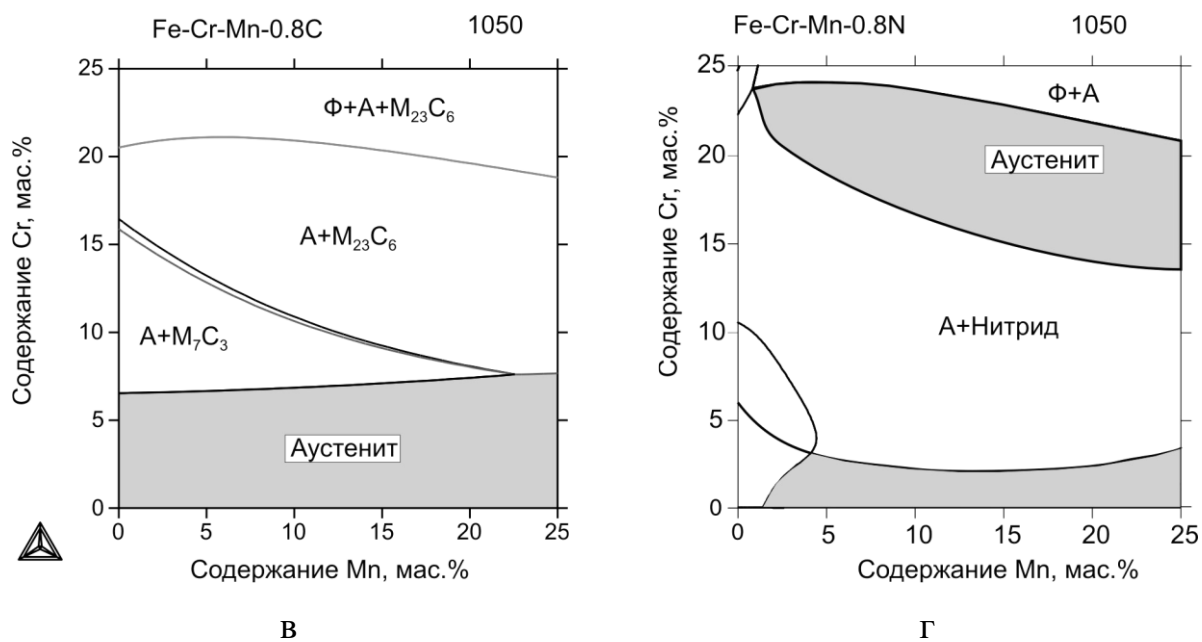 Fe-Cr-Mn-0.8C 1050
25
20
15
10
5
0
Содержание Cr, мас.%
Ф+А+M₂₃C₆
А+M₂₃C₆
А+M₇C₃
Аустенит
0 5 10 15 20 25
Содержание Mn, мас.%
в
Fe-Cr-Mn-0.8N 1050
25
20
15
10
5
0
Содержание Cr, мас.%
Ф+А
Аустенит
А+Нитрид
0 5 10 15 20 25
Содержание Mn, мас.%
г